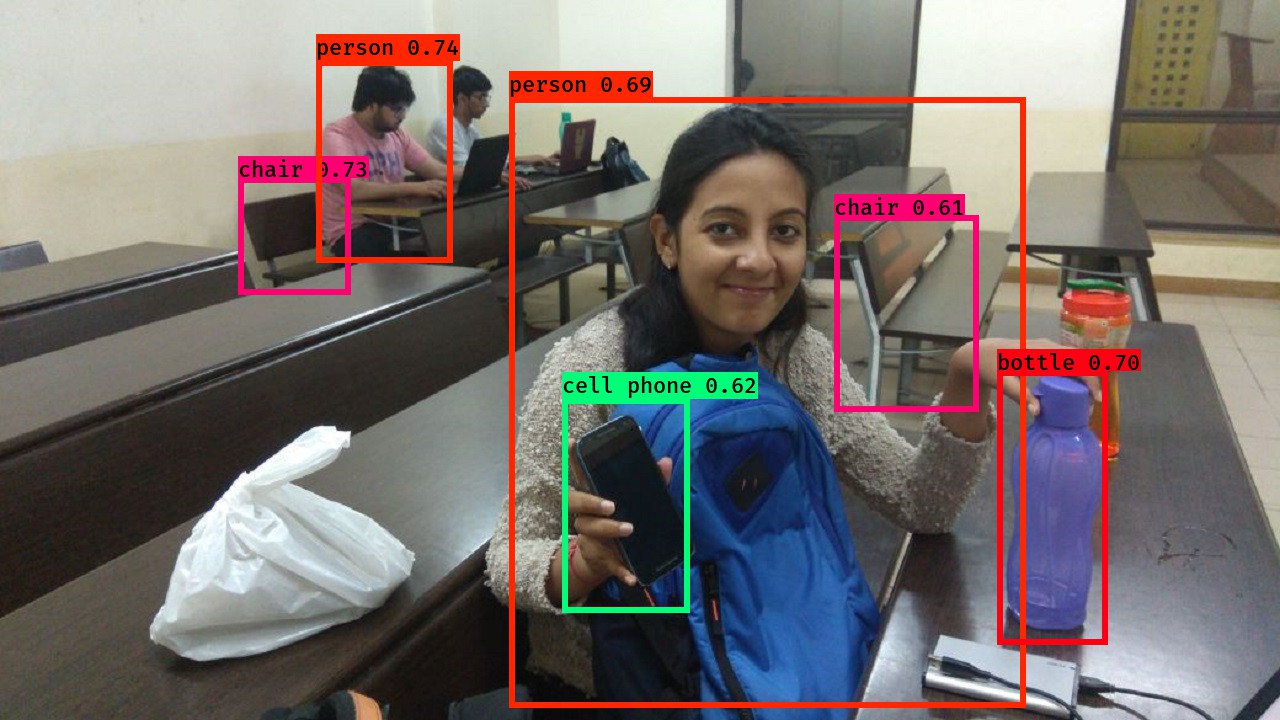 person 0.74
person 0.69
chair 0.73
chair 0.61
bottle 0.70
cell phone 0.62